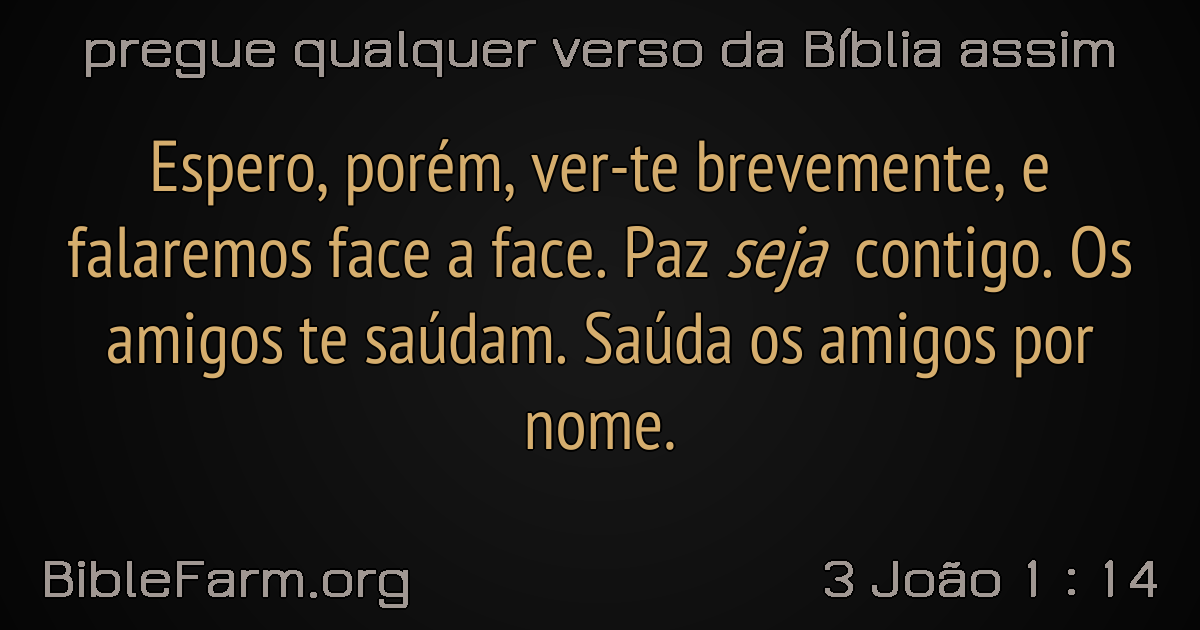 pregue qualquer verso da Bíblia assim
Espero, porém, ver-te brevemente, e
falaremos face a face. Paz seja contigo. Os
amigos te saúdam. Saúda os amigos por
nome.
BibleFarm.org
3 João 1 : 14